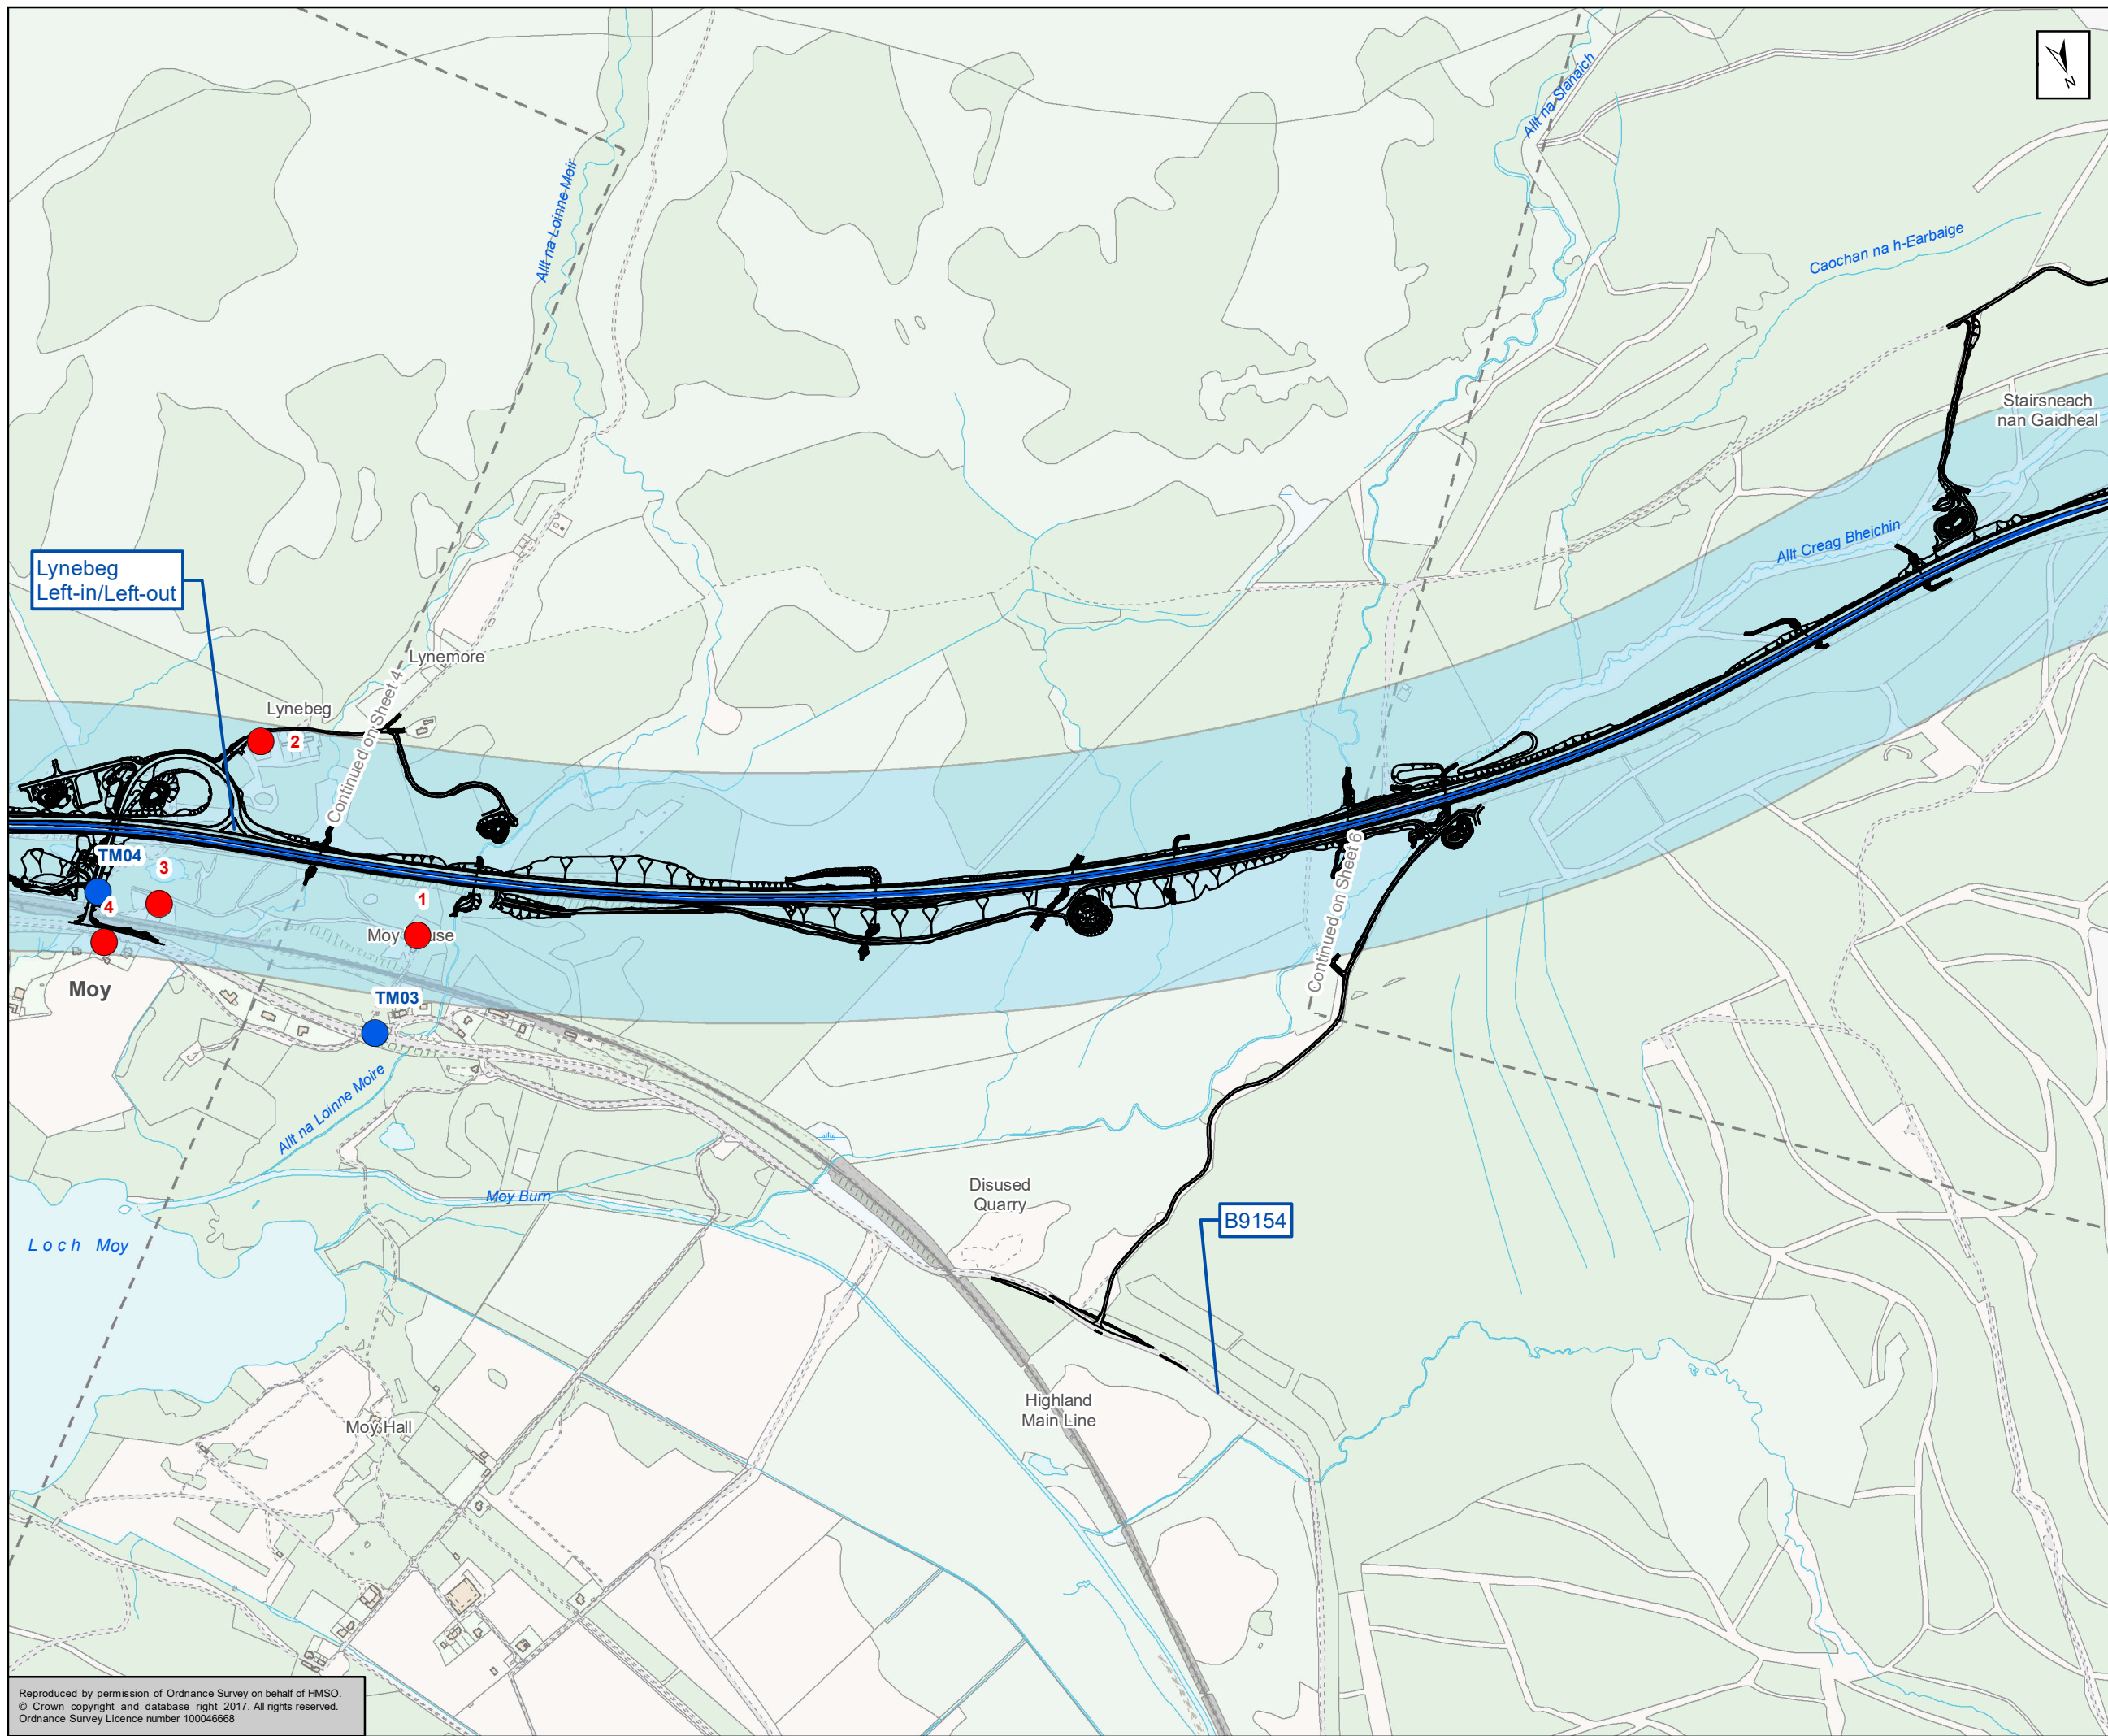 N
Allt na Slanaich
Allt na Loinne Moir
Caochan na h-Earbaige
Stairsneach
nan Gaidheal
Allt Creag Bheichin
Lynebeg
Left-in/Left-out
Lynemore
Lynebeg
2
Continued on Sheet 4
TM04
3
4
1
Moy
Continued on Sheet 6
Moy
TM03
Allt na Loinne Moire
Moy Burn
Disused
Quarry
B9154
Loch Moy
Highland
Main Line
Moy Hall
Reproduced by permission of Ordnance Survey on behalf of HMSO.
© Crown copyright and database right 2017. All rights reserved.
Ordnance Survey Licence number 100046668